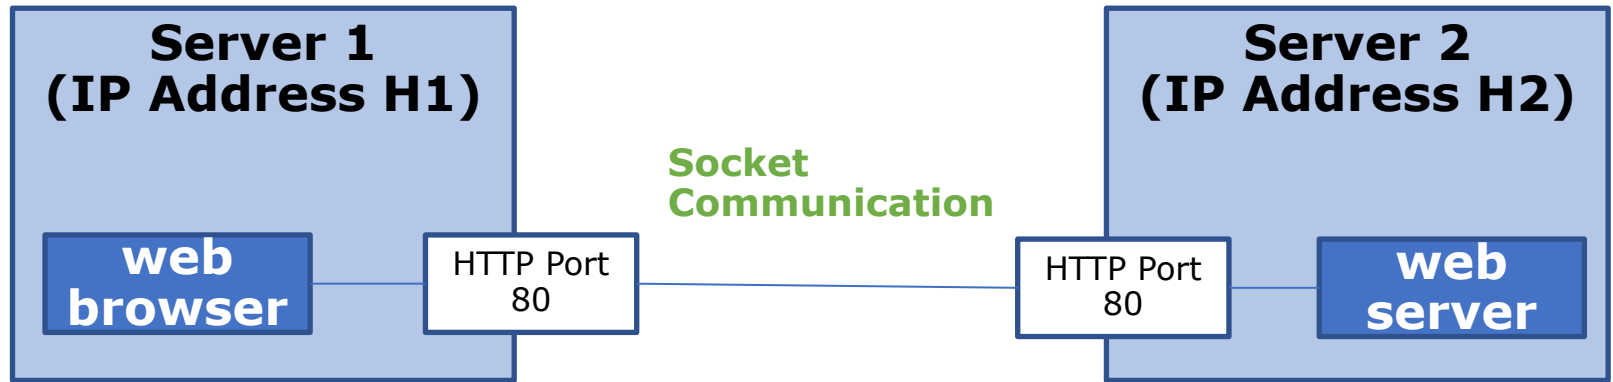 Server 1
(IP Address H1)
Server 2
(IP Address H2)
Socket
Communication
web
browser
HTTP Port
80
HTTP Port
80
web
server